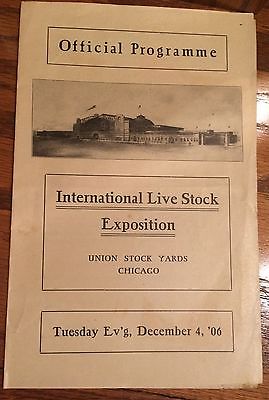 Official Programme
International Live Stock
Exposition
UNION STOCK YARDS
CHICAGO
Tuesday Ev'g, December 4, '06